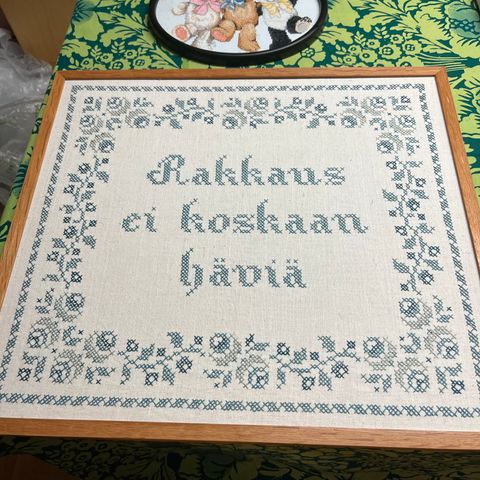 Rakkaus
ei koskaan
häviä